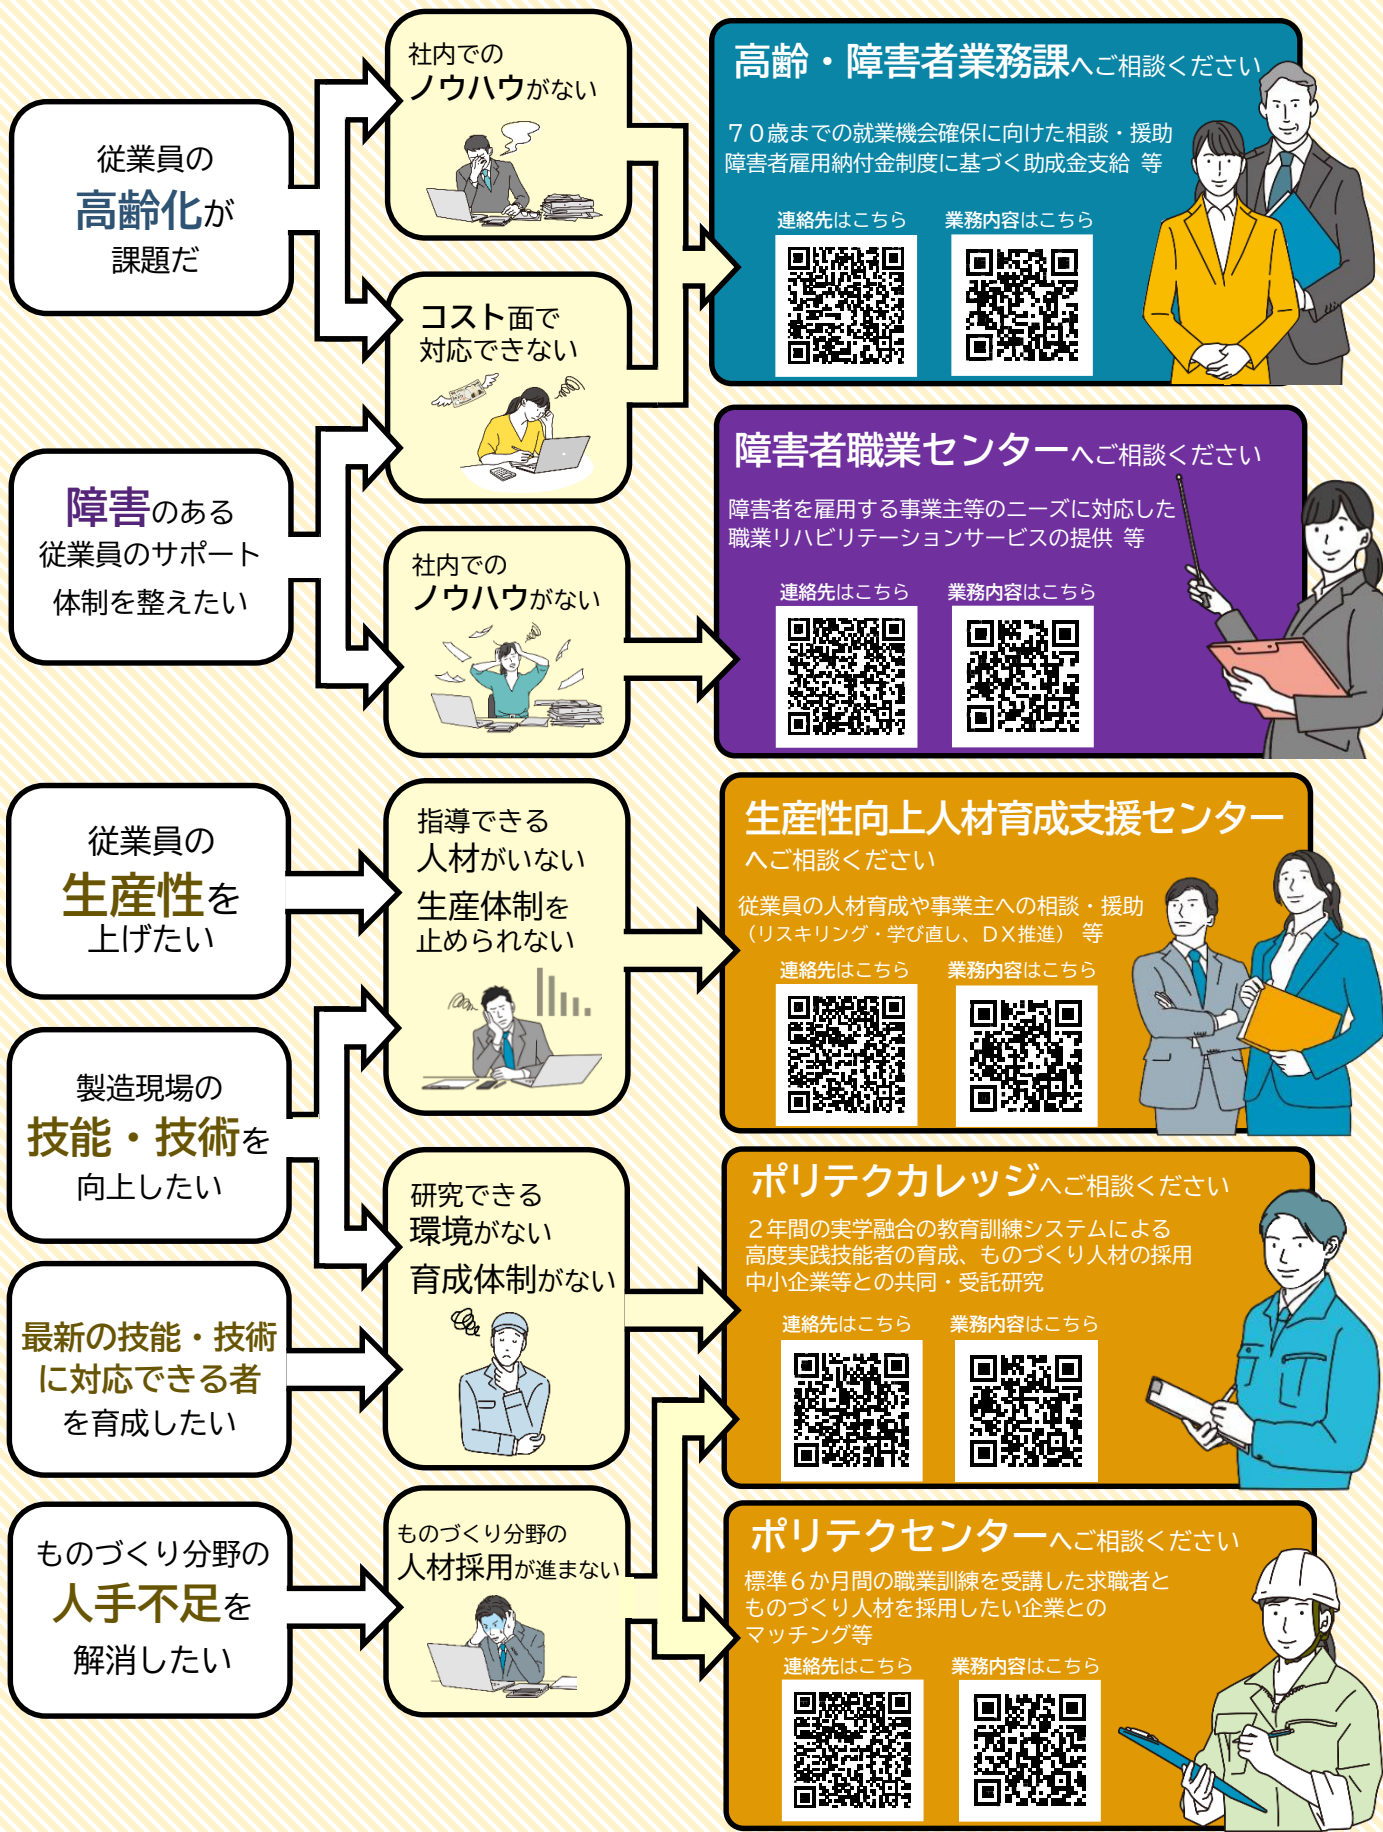 従業員の
高齢化が
課題だ
社内での
ノウハウがない
コスト面で
対応できない
高齢・障害者業務課へご相談ください
７０歳までの就業機会確保に向けた相談・援助
障害者雇用納付金制度に基づく助成金支給 等
連絡先はこちら 業務内容はこちら
障害のある
従業員のサポート
体制を整えたい
社内での
ノウハウがない
障害者職業センターへご相談ください
障害者を雇用する事業主等のニーズに対応した
職業リハビリテーションサービスの提供 等
連絡先はこちら 業務内容はこちら
従業員の
生産性を
上げたい
指導できる
人材がいない
生産体制を
止められない
生産性向上人材育成支援センター
へご相談ください
従業員の人材育成や事業主への相談・援助
（リスキリング・学び直し、ＤＸ推進） 等
連絡先はこちら 業務内容はこちら
製造現場の
技能・技術を
向上したい
研究できる
環境がない
育成体制がない
ポリテクカレッジへご相談ください
２年間の実学融合の教育訓練システムによる
高度実践技能者の育成、ものづくり人材の採用
中小企業等との共同・受託研究
連絡先はこちら 業務内容はこちら
最新の技能・技術
に対応できる者
を育成したい
ものづくり分野の
人手不足を
解消したい
ものづくり分野の
人材採用が進まない
ポリテクセンターへご相談ください
標準６か月間の職業訓練を受講した求職者と
ものづくり人材を採用したい企業との
マッチング等
連絡先はこちら 業務内容はこちら